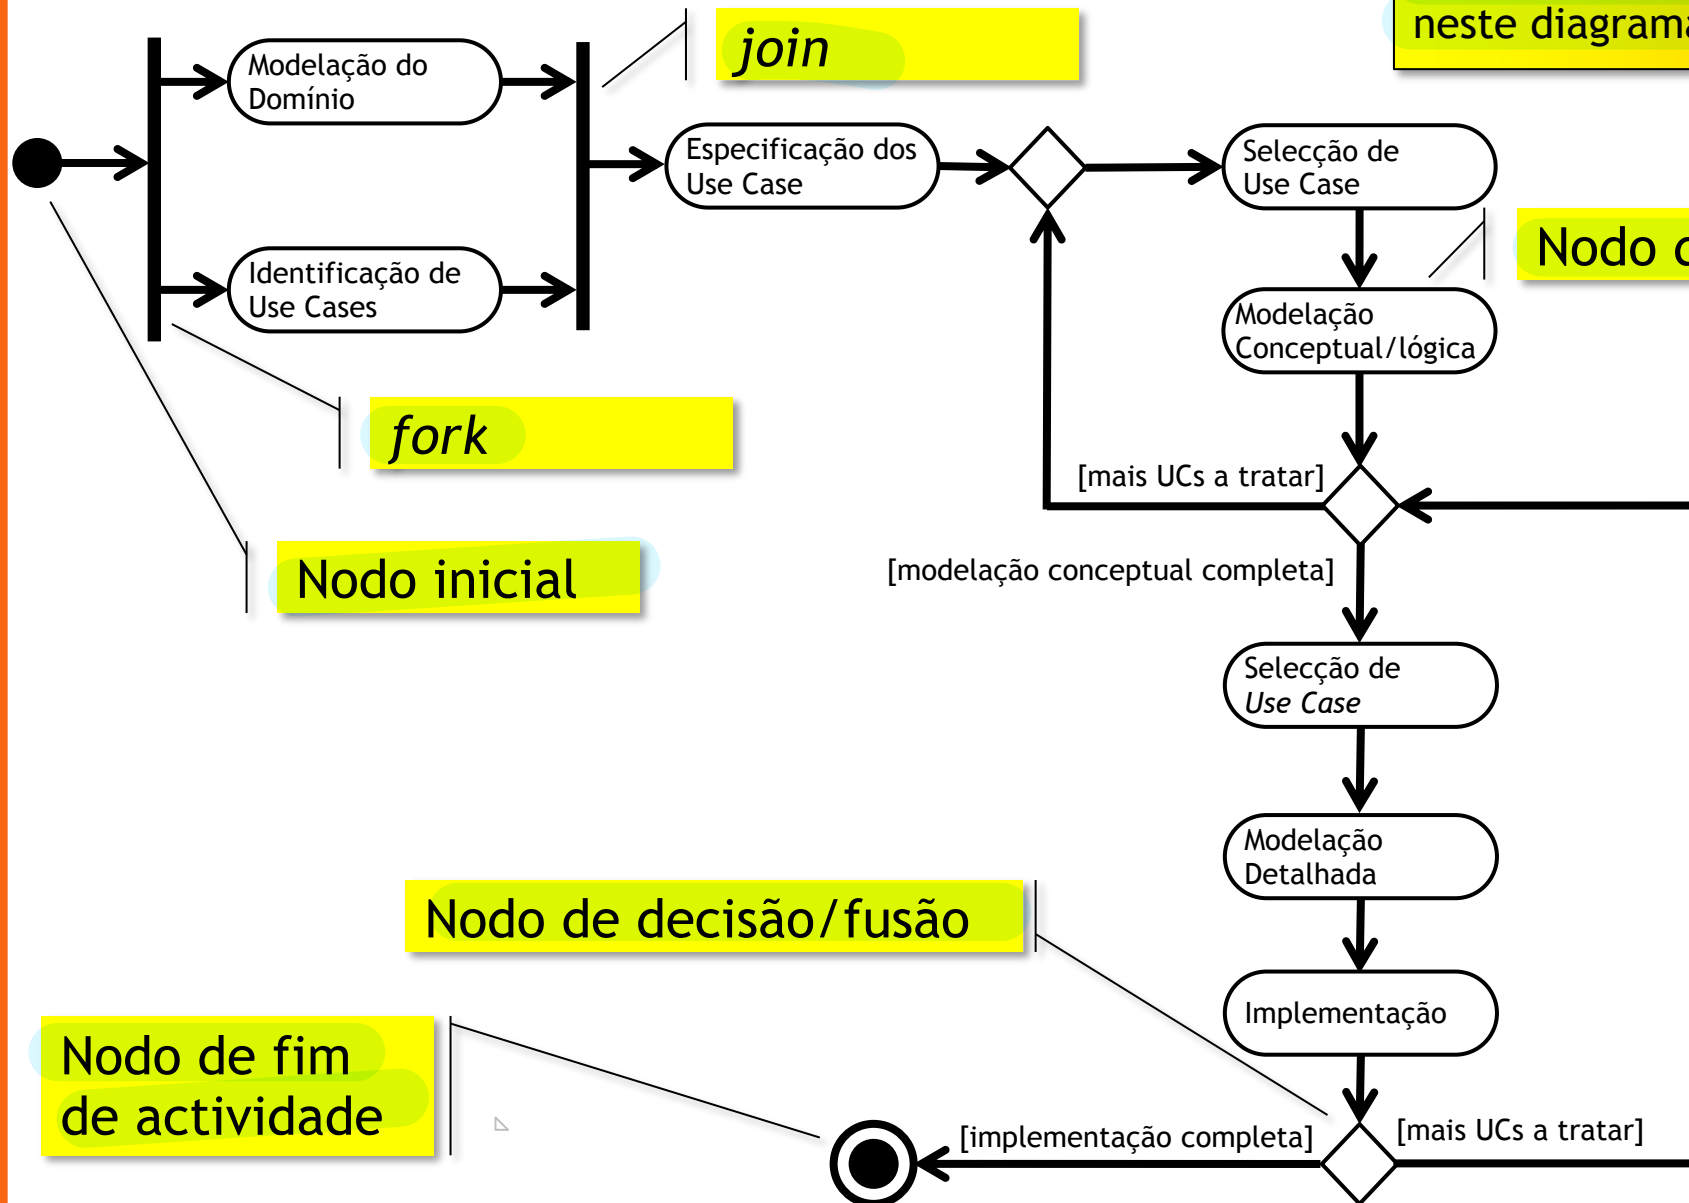 join
neste diagrama
Modelação do
Domínio
Especificação dos
Use Case
Selecção de
Use Case
Nodo
Identificação de
Use Cases
Modelação
Conceptual/lógica
fork
[mais UCs a tratar]
Nodo inicial
[modelação conceptual completa]
Selecção de
Use Case
Modelação
Detalhada
Nodo de decisão/fusão
Implementação
Nodo de fim
de actividade
[implementação completa]
[mais UCs a tratar]